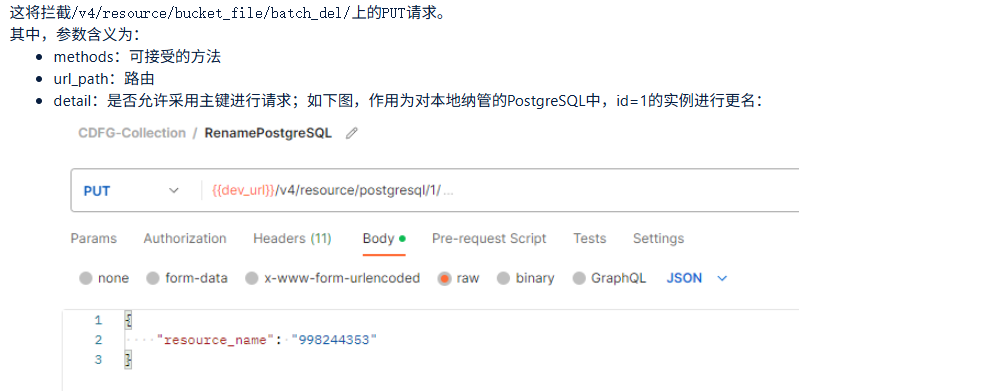 这将拦截/v4/resource/bucket_file/batch_del/上的PUT请求。
其中，参数含义为：
• methods：可接受的方法
• url_path：路由
• detail：是否允许采用主键进行请求；如下图，作用为对本地纳管的PostgreSQL中，id=1的实例进行更名：
CDFG-Collection / RenamePostgreSQL
PUT {{dev_url}}/v4/resource/postgresql/1/...
Params Authorization Headers (11) Body Pre-request Script Tests Settings
none form-data x-www-form-urlencoded raw binary GraphQL JSON
1 {
2 ····"resource_name":·"998244353"
3 }